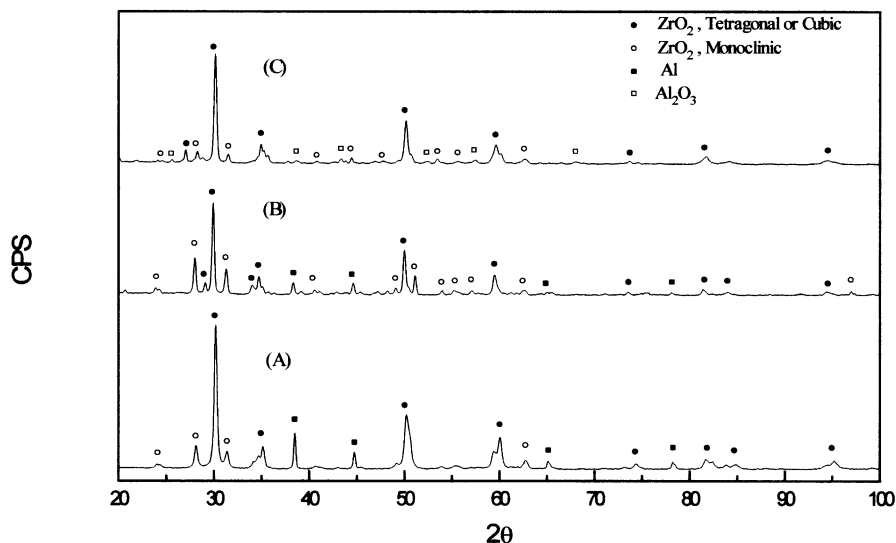 ● ZrO₂, Tetragonal or Cubic
○ ZrO₂, Monoclinic
■ Al
□ Al₂O₃
(C)
(B)
(A)
CPS
20 30 40 50 60 70 80 90 100
2θ